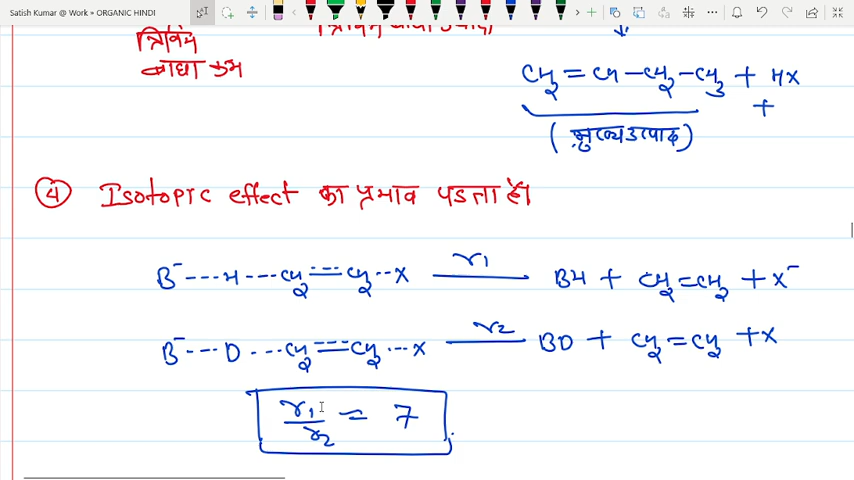 Satish Kumar @ Work » ORGANIC HINDI
त्रिविम
बाधा कम
CH2 = CH – CH2 – CH3 + HX
+
(मुख्य उत्पाद)
④ Isotopic effect का प्रभाव पडता है।
B⁻ --- H --- CH2 == CH2 -- X r1 → BH + CH2=CH2 + X⁻
B⁻ --- D --- CH2 == CH2 --- X r2 → BD + CH2=CH2 + X
r1/r2 = 7